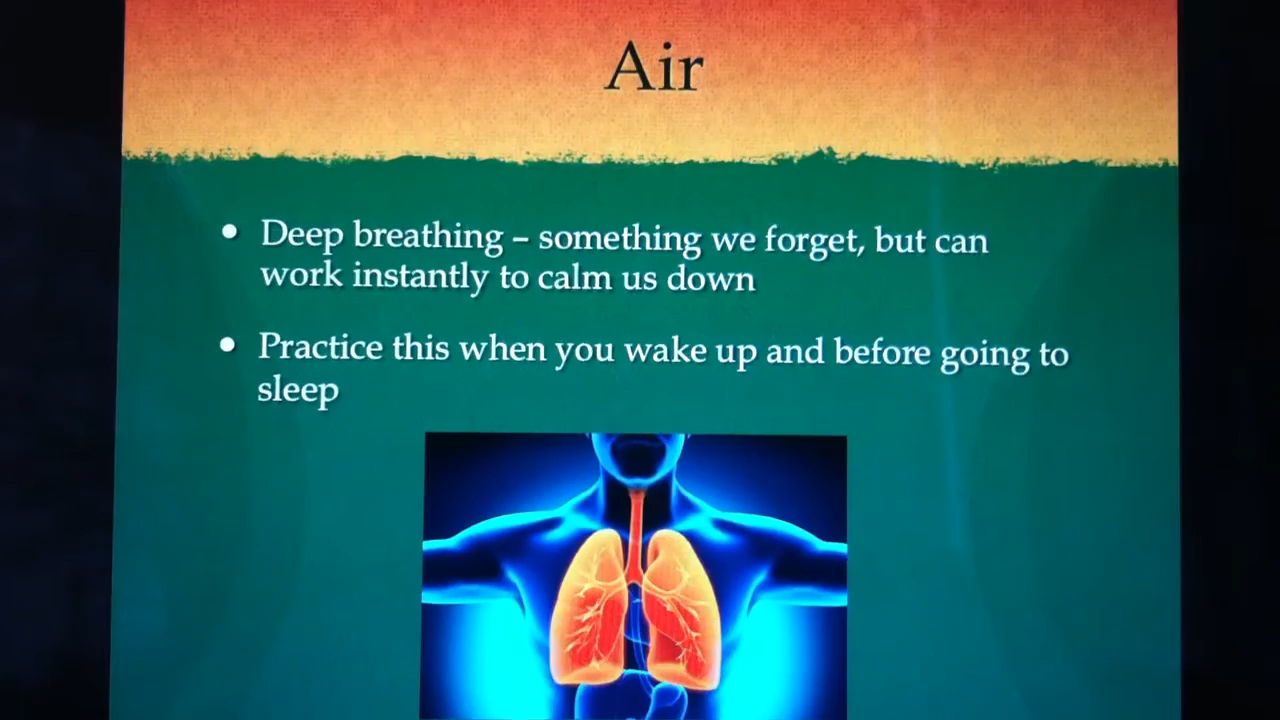 Air
• Deep breathing – something we forget, but can
work instantly to calm us down
• Practice this when you wake up and before going to
sleep